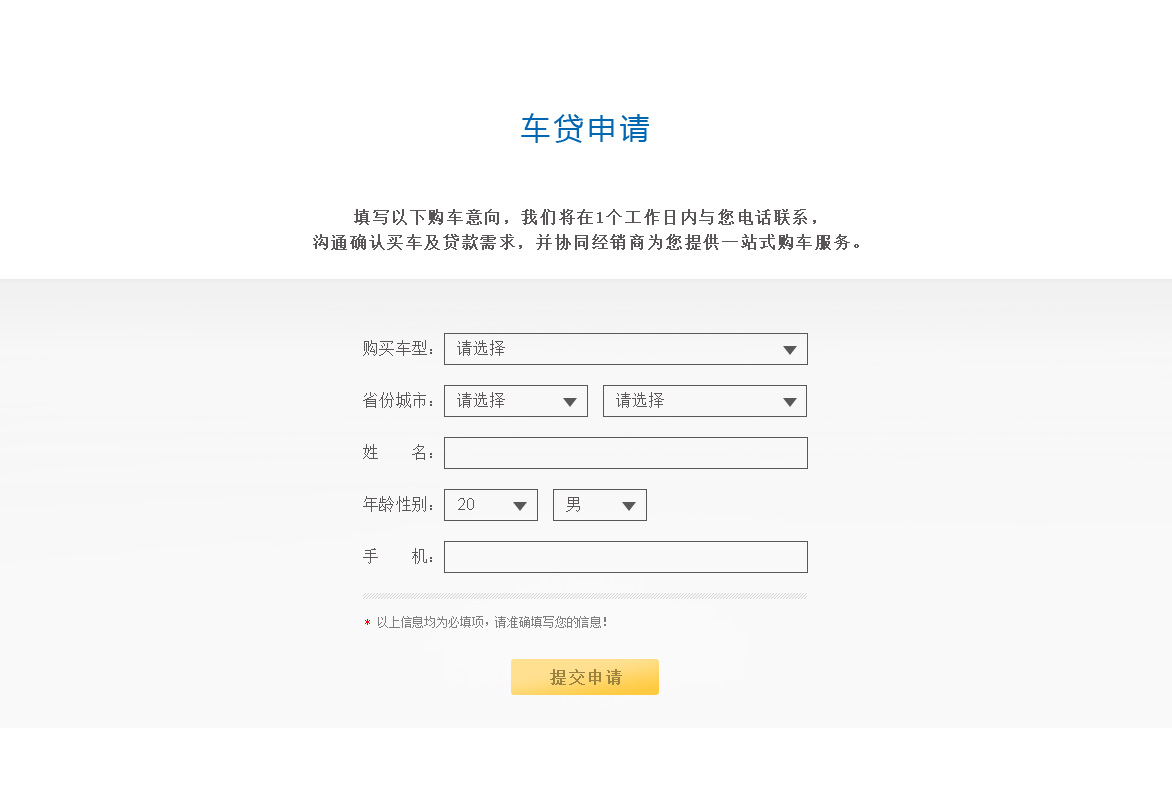 车贷申请
填写以下购车意向，我们将在1个工作日内与您电话联系，
沟通确认买车及贷款需求，并协同经销商为您提供一站式购车服务。
购买车型： 请选择
省份城市： 请选择 请选择
姓　　名：
年龄性别： 20 男
手　　机：
* 以上信息均为必填项，请准确填写您的信息！
提交申请